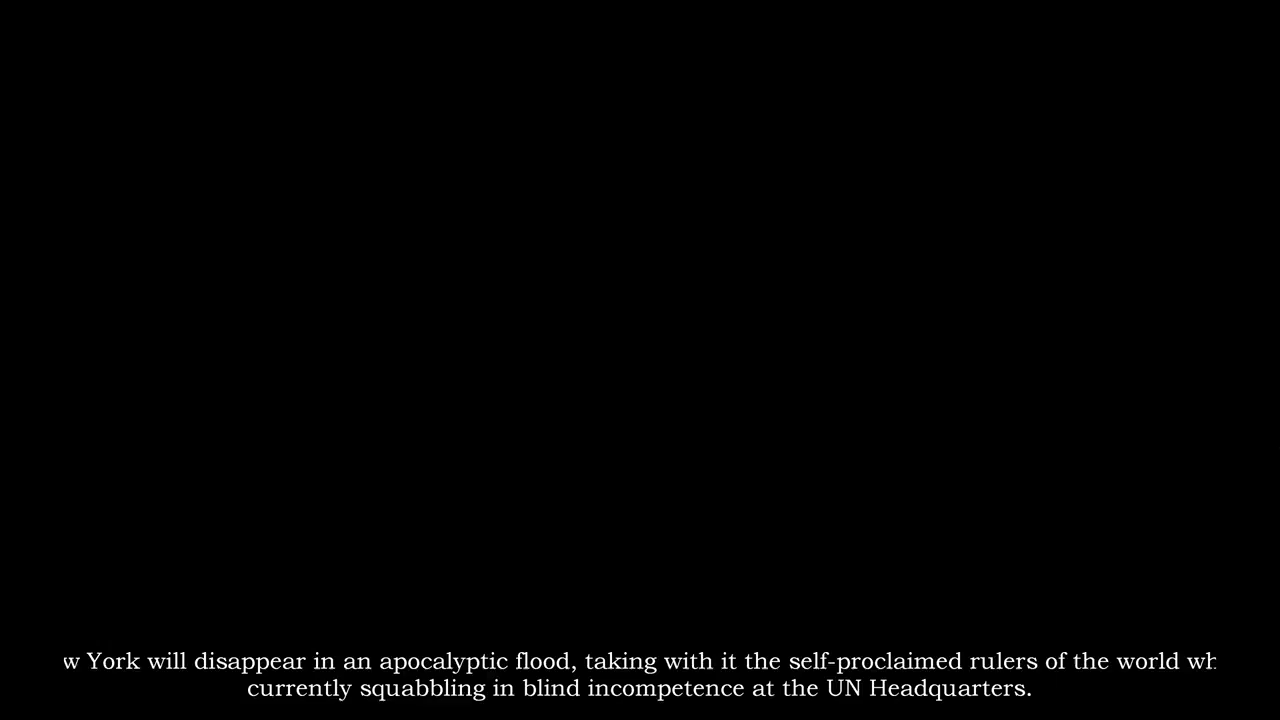 w York will disappear in an apocalyptic flood, taking with it the self-proclaimed rulers of the world wh
currently squabbling in blind incompetence at the UN Headquarters.